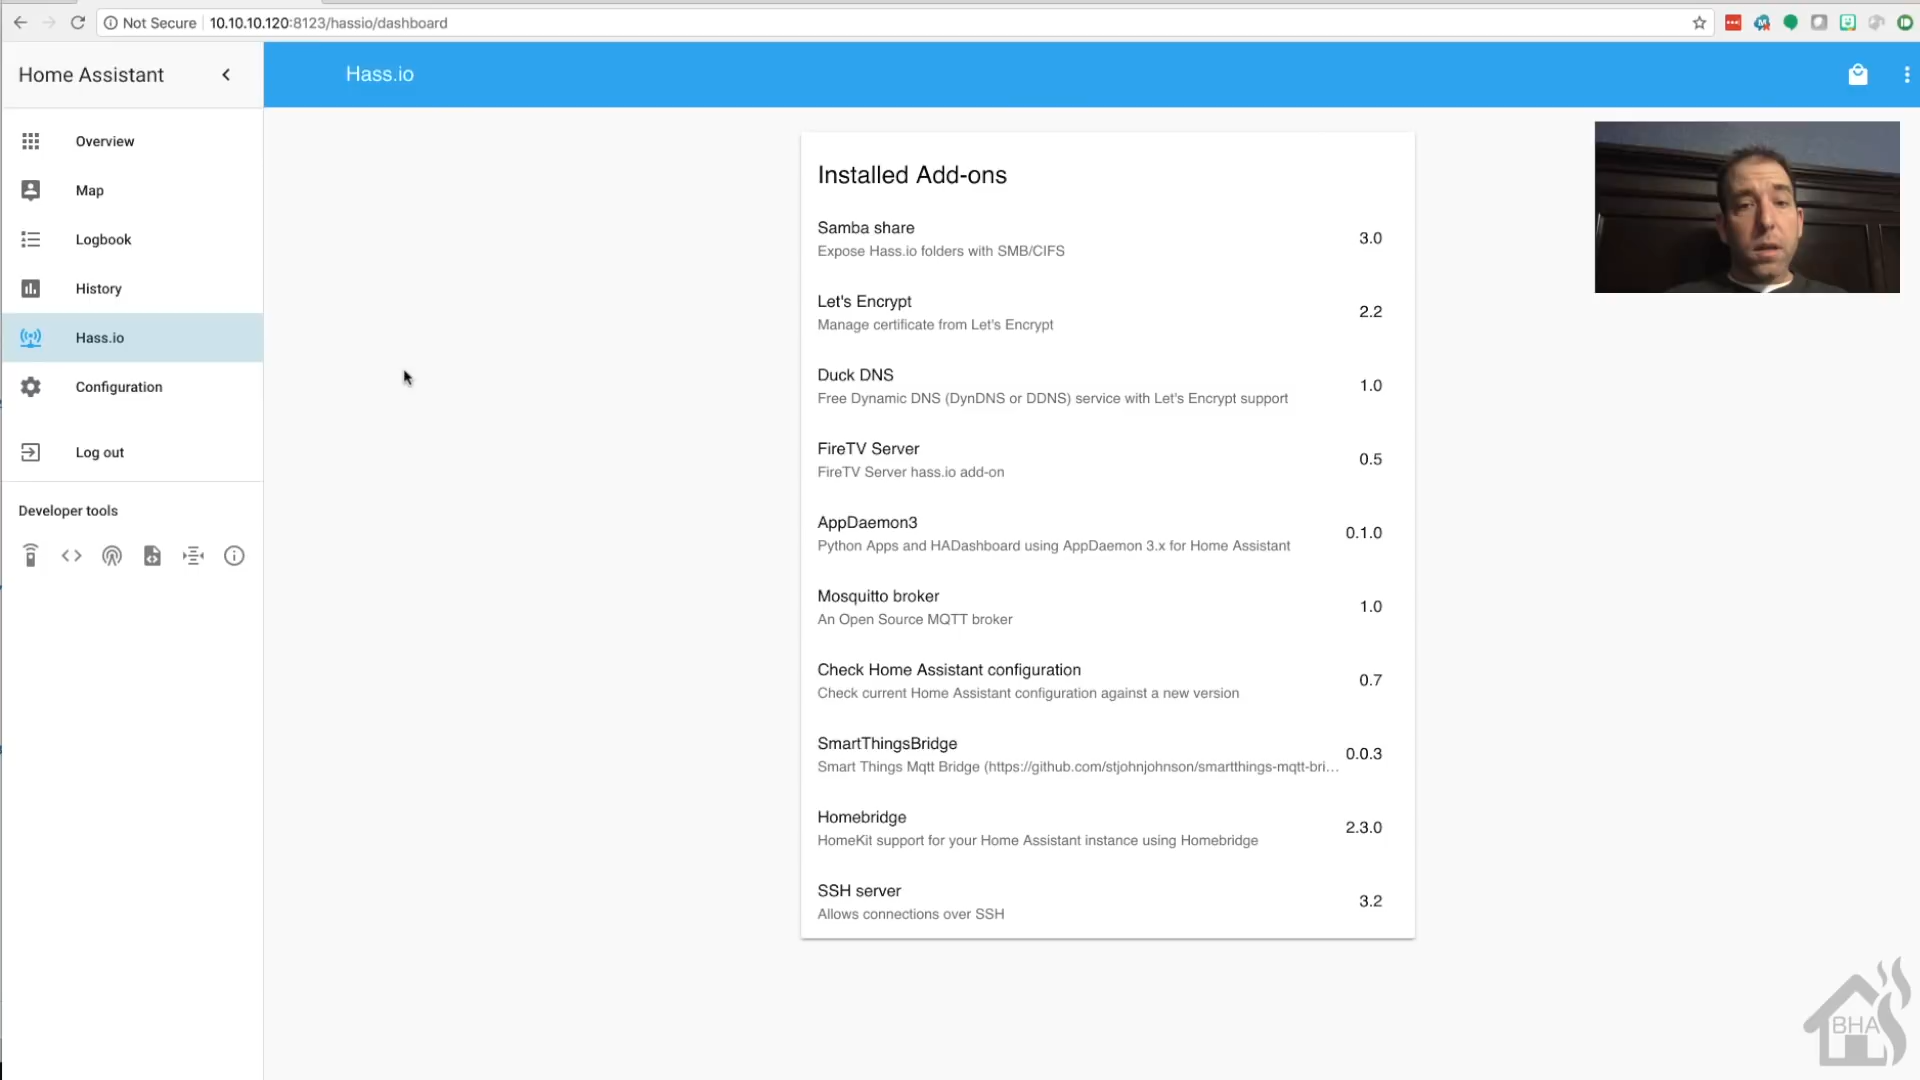 Not Secure 10.10.10.120:8123/hassio/dashboard
Home Assistant
Hass.io
Overview
Map
Logbook
History
Hass.io
Configuration
Log out
Developer tools
Installed Add-ons
Samba share
Expose Hass.io folders with SMB/CIFS
3.0
Let's Encrypt
Manage certificate from Let's Encrypt
2.2
Duck DNS
Free Dynamic DNS (DynDNS or DDNS) service with Let's Encrypt support
1.0
FireTV Server
FireTV Server hass.io add-on
0.5
AppDaemon3
Python Apps and HADashboard using AppDaemon 3.x for Home Assistant
0.1.0
Mosquitto broker
An Open Source MQTT broker
1.0
Check Home Assistant configuration
Check current Home Assistant configuration against a new version
0.7
SmartThingsBridge
Smart Things Mqtt Bridge (https://github.com/stjohnjohnson/smartthings-mqtt-bri...
0.0.3
Homebridge
HomeKit support for your Home Assistant instance using Homebridge
2.3.0
SSH server
Allows connections over SSH
3.2
BHA